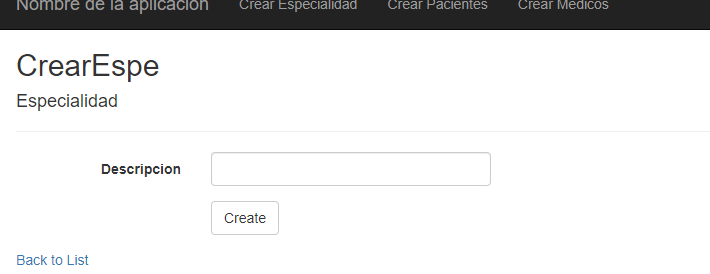 Nombre de la aplicación Crear Especialidad Crear Pacientes Crear Medicos
CrearEspe
Especialidad
Descripcion
Create
Back to List